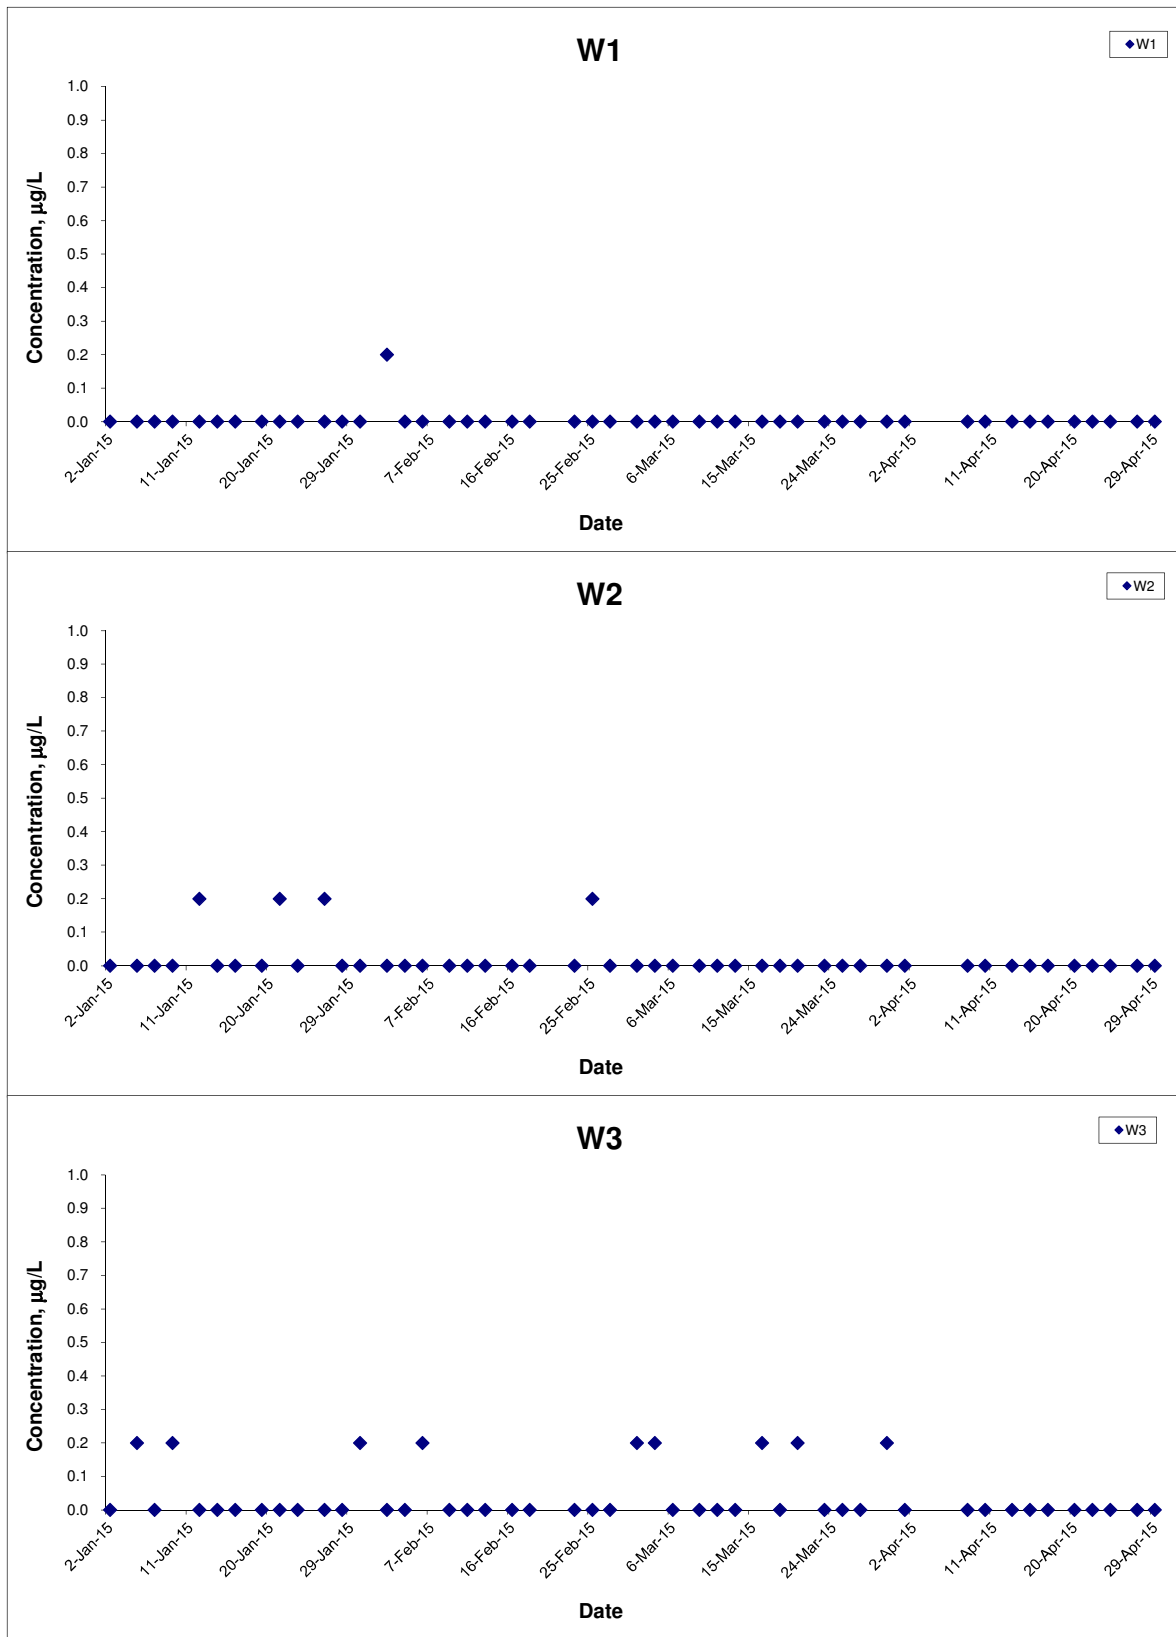 W1
W1
Concentration, µg/L
1.0
0.9
0.8
0.7
0.6
0.5
0.4
0.3
0.2
0.1
0.0
2-Jan-15
11-Jan-15
20-Jan-15
29-Jan-15
7-Feb-15
16-Feb-15
25-Feb-15
6-Mar-15
15-Mar-15
24-Mar-15
2-Apr-15
11-Apr-15
20-Apr-15
29-Apr-15
Date
W2
W2
Concentration, µg/L
1.0
0.9
0.8
0.7
0.6
0.5
0.4
0.3
0.2
0.1
0.0
2-Jan-15
11-Jan-15
20-Jan-15
29-Jan-15
7-Feb-15
16-Feb-15
25-Feb-15
6-Mar-15
15-Mar-15
24-Mar-15
2-Apr-15
11-Apr-15
20-Apr-15
29-Apr-15
Date
W3
W3
Concentration, µg/L
1.0
0.9
0.8
0.7
0.6
0.5
0.4
0.3
0.2
0.1
0.0
2-Jan-15
11-Jan-15
20-Jan-15
29-Jan-15
7-Feb-15
16-Feb-15
25-Feb-15
6-Mar-15
15-Mar-15
24-Mar-15
2-Apr-15
11-Apr-15
20-Apr-15
29-Apr-15
Date